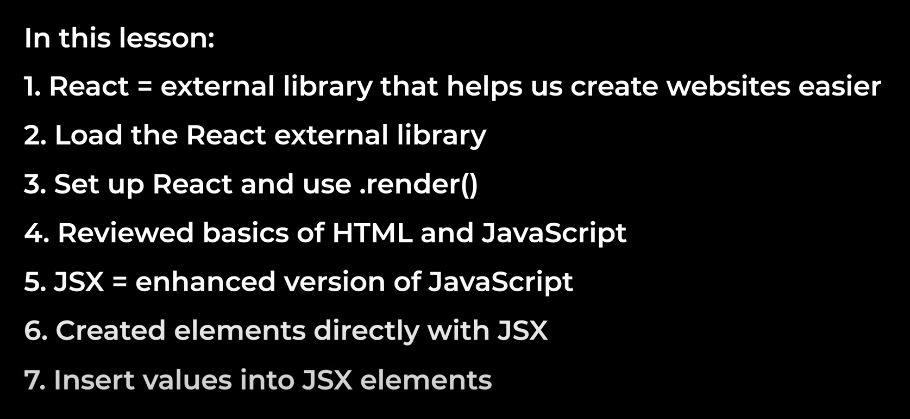 In this lesson:
1. React = external library that helps us create websites easier
2. Load the React external library
3. Set up React and use .render()
4. Reviewed basics of HTML and JavaScript
5. JSX = enhanced version of JavaScript
6. Created elements directly with JSX
7. Insert values into JSX elements